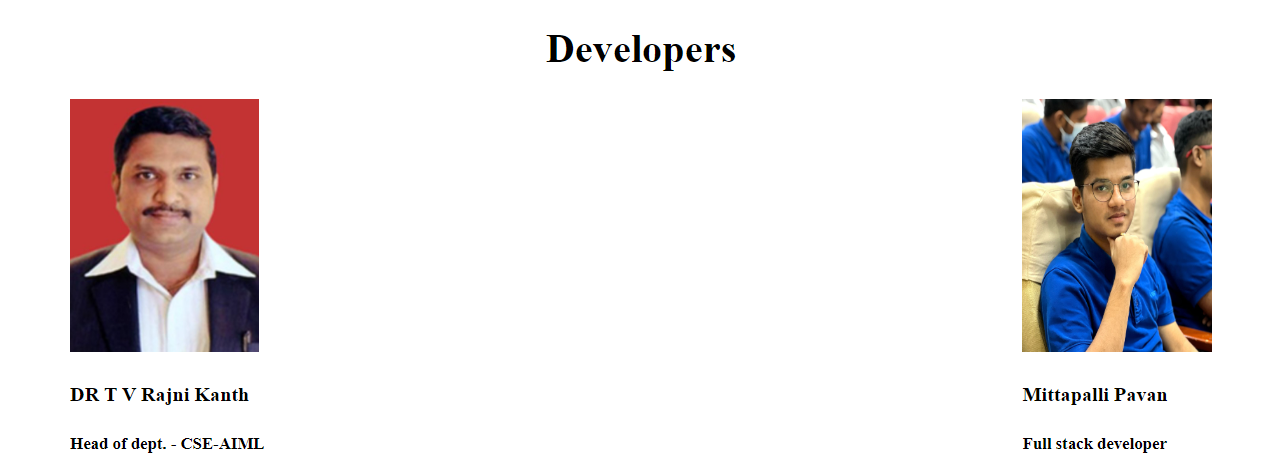 Developers
DR T V Rajni Kanth
Mittapalli Pavan
Head of dept. - CSE-AIML
Full stack developer